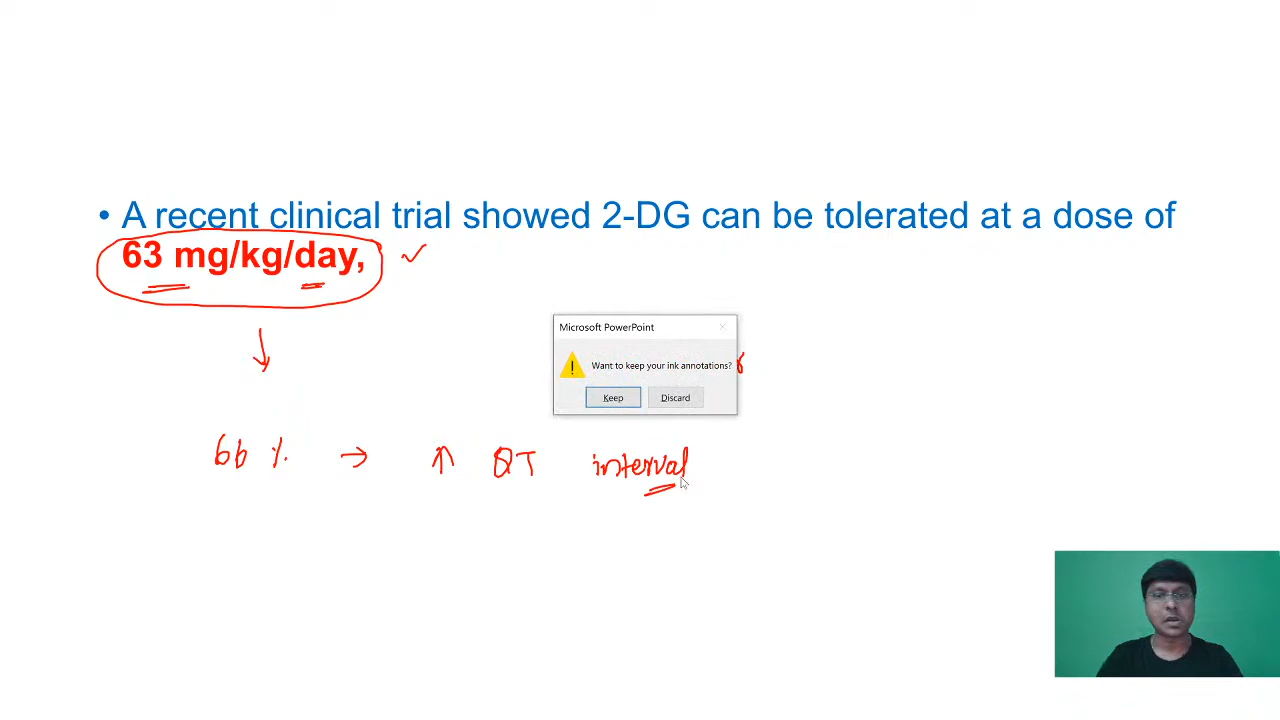 • A recent clinical trial showed 2-DG can be tolerated at a dose of
63 mg/kg/day,
Microsoft PowerPoint
Want to keep your ink annotations?
Keep Discard
66 % → ↑ QT interval